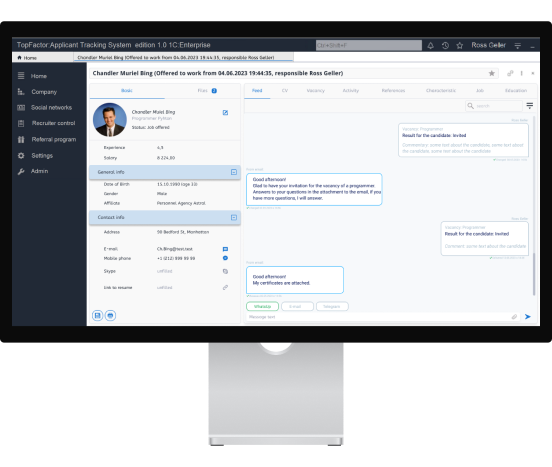 TopFactor:Applicant Tracking System edition 1.0 1C:Enterprise
Ctrl+Shift+F
Ross Geller
Home
Chandler Muriel Bing (Offered to work from 04.06.2023 19:44:35, responsible Ross Geller)
Home
Company
Social networks
Recruiter control
Referral program
Settings
Admin
Chandler Muriel Bing (Offered to work from 04.06.2023 19:44:35, responsible Ross Geller)
Basic
Files 2
Chandler Muiel Bing
Programmer Python
Status: Job offered
Experience
Salary
General info
Date of Birth 15.10.1990 (age 33)
Gender Male
Affiliate Personnel Agency Astrid.
Contact info
Address 90 Bedford St, Manhattan
E-mail: Ch.Bing@test.test
Mobile phone +1 (212) 999 99 96
Skype unfilled
Link to resume unfilled
Feed CV Vacancy Activity References Characteristic Job Education
search
Vacancy: Programmer
Result for the candidate: Invited
Commentary: some text about the candidate, some text about
the candidate, some text about the candidate
Good afternoon!
Glad to have your invitation for the vacancy of a programmer.
Answers to your questions in the attachment to the email, if you
have more questions, I will answer.
Vacancy: Programmer
Result for the candidate: Invited
Comment: some text about the candidate
Good afternoon!
My certificates are attached.
WhatsApp E-mail Telegram
Message text